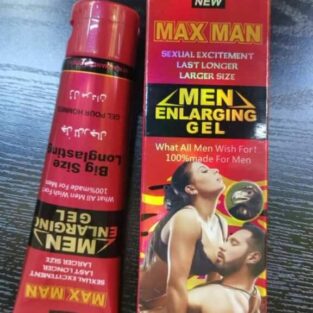 NEW
MAX MAN
SEXUAL EXCITEMENT
LAST LONGER
LARGER SIZE
MEN
ENLARGING
GEL
What All Men Wish For!
100%made For Men
MAX MAN
SEXUAL EXCITEMENT
LAST LONGER
LARGER SIZE
MEN
ENLARGING
GEL
What All Men Wish For!
100%made For Men
Big Size
Longlasting
GEL POUR HOMMES